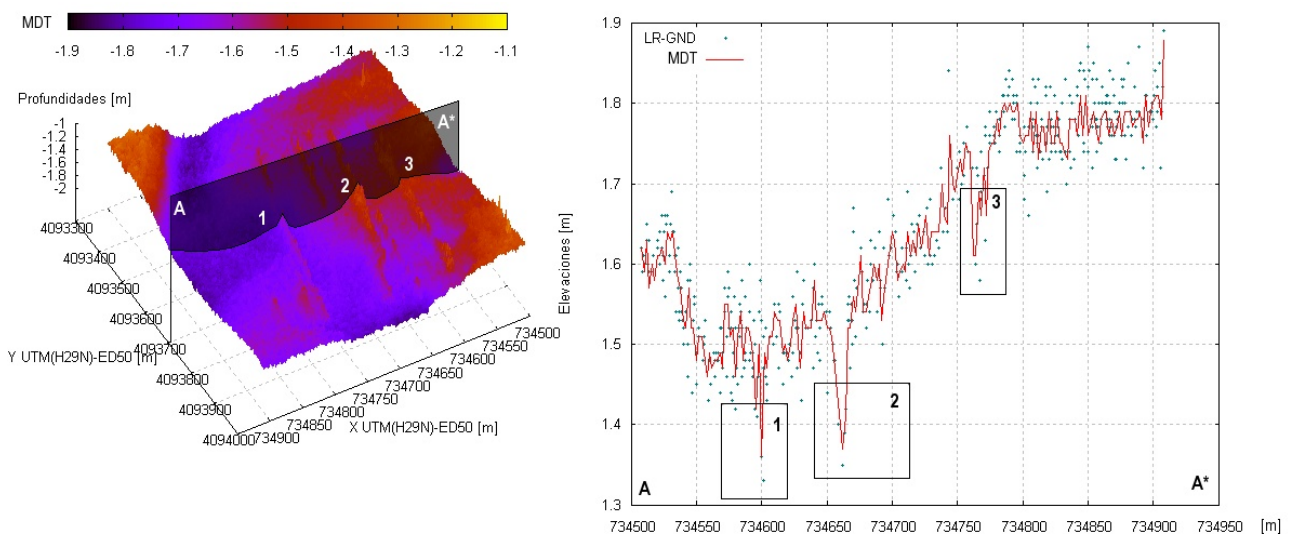 MDT
-1.9 -1.8 -1.7 -1.6 -1.5 -1.4 -1.3 -1.2 -1.1
Profundidades [m]
-1
-1.2
-1.4
-1.6
-1.8
-2
A*
A
1
2
3
4093300
4093400
4093500
4093600
4093700
4093800
4093900
4094000
Y UTM(H29N)-ED50 [m]
734500
734550
734600
734650
734700
734750
734800
734850
734900
X UTM(H29N)-ED50 [m]
Elevaciones [m]
1.9
1.8
1.7
1.6
1.5
1.4
1.3
LR-GND
MDT
3
2
1
A
A*
734500 734550 734600 734650 734700 734750 734800 734850 734900 734950 [m]